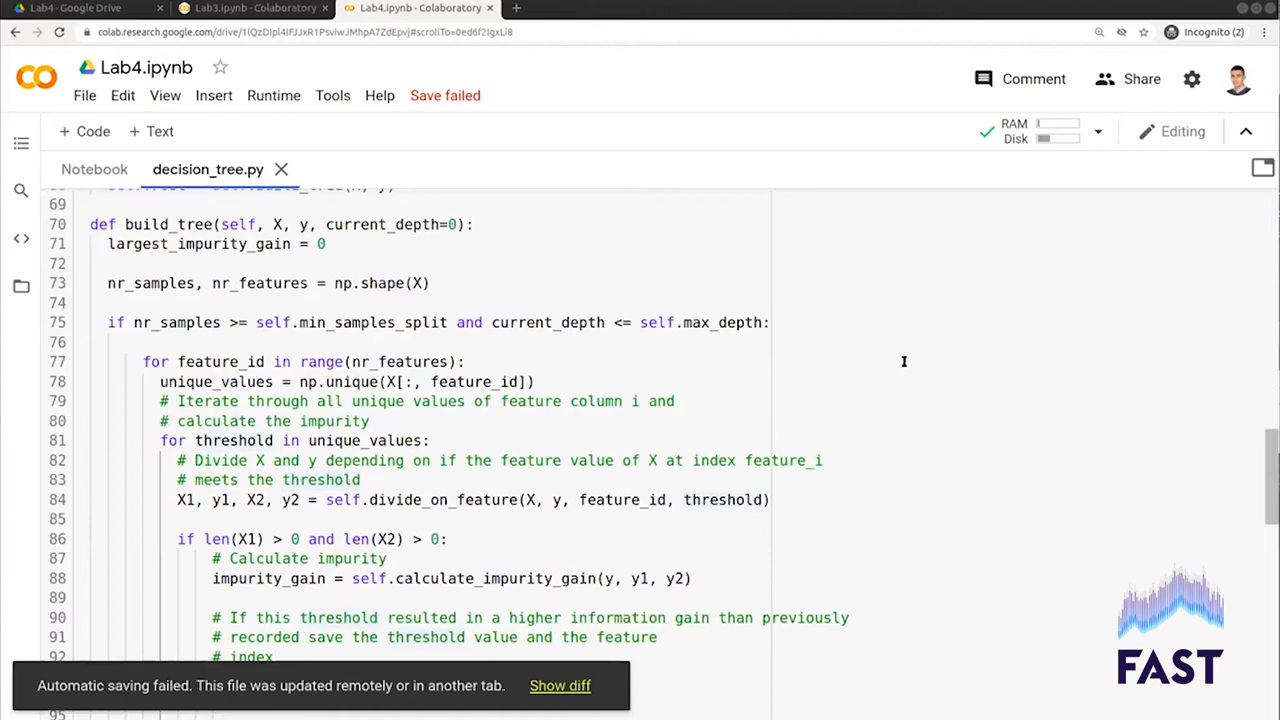 Lab4 - Google Drive
Lab3.ipynb - Colaboratory
Lab4.ipynb - Colaboratory
colab.research.google.com/drive/1lQzDIpl4IFJJxR1PsviwJMhpA7ZdEpvj#scrollTo=0ed6f2IgxLi8
Incognito (2)
Lab4.ipynb
Comment
Share
File Edit View Insert Runtime Tools Help Save failed
+ Code + Text
RAM
Disk
Editing
Notebook
decision_tree.py
69
70 def build_tree(self, X, y, current_depth=0):
71 largest_impurity_gain = 0
72
73 nr_samples, nr_features = np.shape(X)
74
75 if nr_samples >= self.min_samples_split and current_depth <= self.max_depth:
76
77 for feature_id in range(nr_features):
78 unique_values = np.unique(X[:, feature_id])
79 # Iterate through all unique values of feature column i and
80 # calculate the impurity
81 for threshold in unique_values:
82 # Divide X and y depending on if the feature value of X at index feature_i
83 # meets the threshold
84 X1, y1, X2, y2 = self.divide_on_feature(X, y, feature_id, threshold)
85
86 if len(X1) > 0 and len(X2) > 0:
87 # Calculate impurity
88 impurity_gain = self.calculate_impurity_gain(y, y1, y2)
89
90 # If this threshold resulted in a higher information gain than previously
91 # recorded save the threshold value and the feature
92 # index
Automatic saving failed. This file was updated remotely or in another tab. Show diff
95
FAST